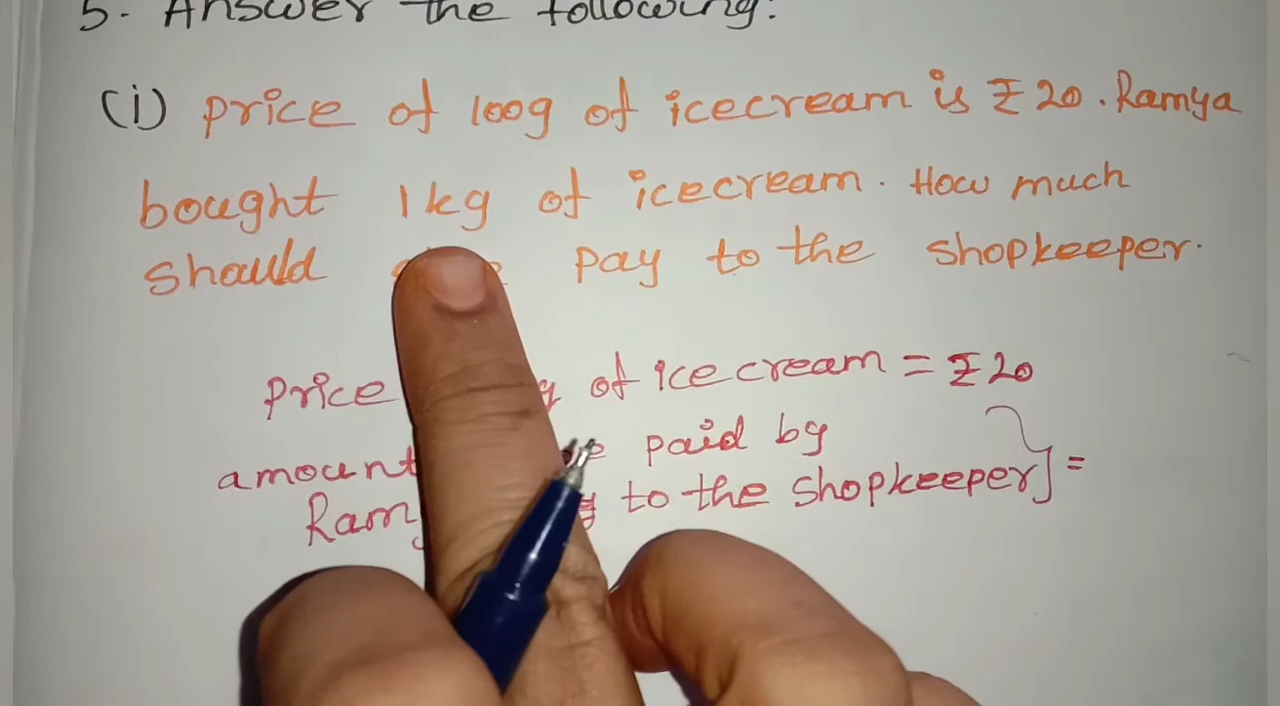 5. Answer the following:
(i) price of 100g of icecream is ₹20. Ramya
bought 1kg of icecream. How much
should pay to the shopkeeper.
Price of ice cream = ₹20
amount paid by
to the shopkeeper] =